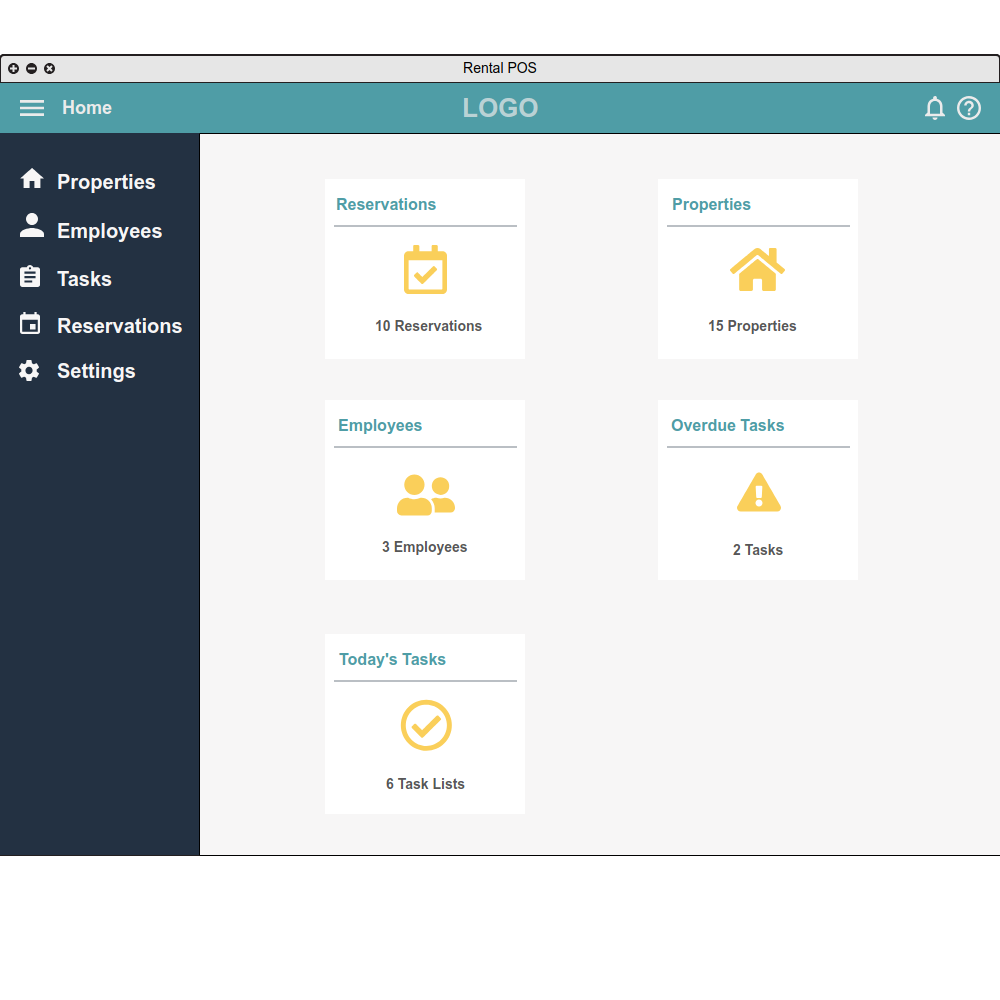 Rental POS
Home
LOGO
Properties
Employees
Tasks
Reservations
Settings
Reservations
10 Reservations
Properties
15 Properties
Employees
3 Employees
Overdue Tasks
2 Tasks
Today's Tasks
6 Task Lists